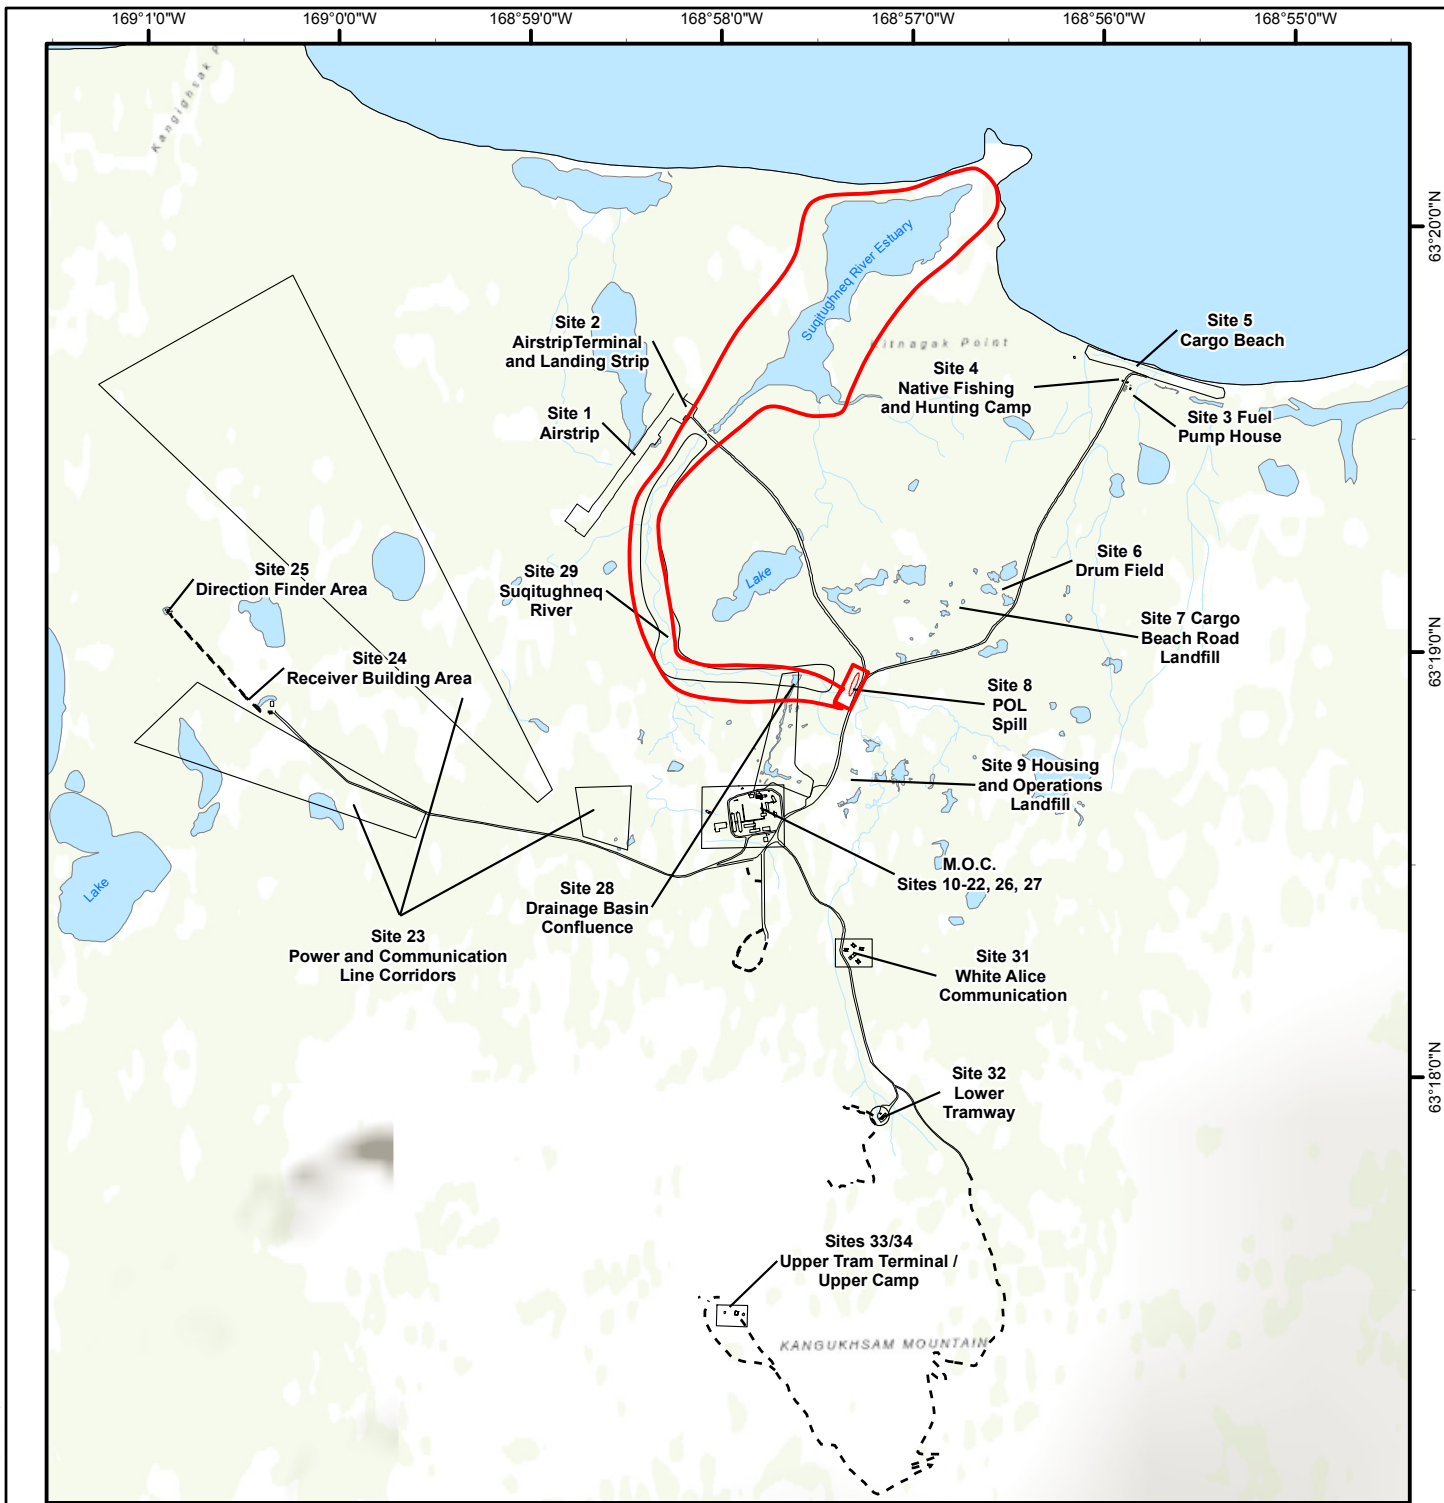 169°1'0"W
169°0'0"W
168°59'0"W
168°58'0"W
168°57'0"W
168°56'0"W
168°55'0"W
Kangighsak P
63°20'0"N
Suqitughneq River Estuary
Site 2
AirstripTerminal
and Landing Strip
Kitnagak Point
Site 5
Cargo Beach
Site 4
Native Fishing
and Hunting Camp
Site 1
Airstrip
Site 3 Fuel
Pump House
Site 25
Direction Finder Area
Site 29
Suqitughneq
River
Lake
Site 6
Drum Field
Site 7 Cargo
Beach Road
Landfill
63°19'0"N
Site 24
Receiver Building Area
Site 8
POL
Spill
Site 9 Housing
and Operations
Landfill
Lake
M.O.C.
Sites 10-22, 26, 27
Site 28
Drainage Basin
Confluence
Site 23
Power and Communication
Line Corridors
Site 31
White Alice
Communication
63°18'0"N
Site 32
Lower
Tramway
Sites 33/34
Upper Tram Terminal /
Upper Camp
KANGUKHSAM MOUNTAIN